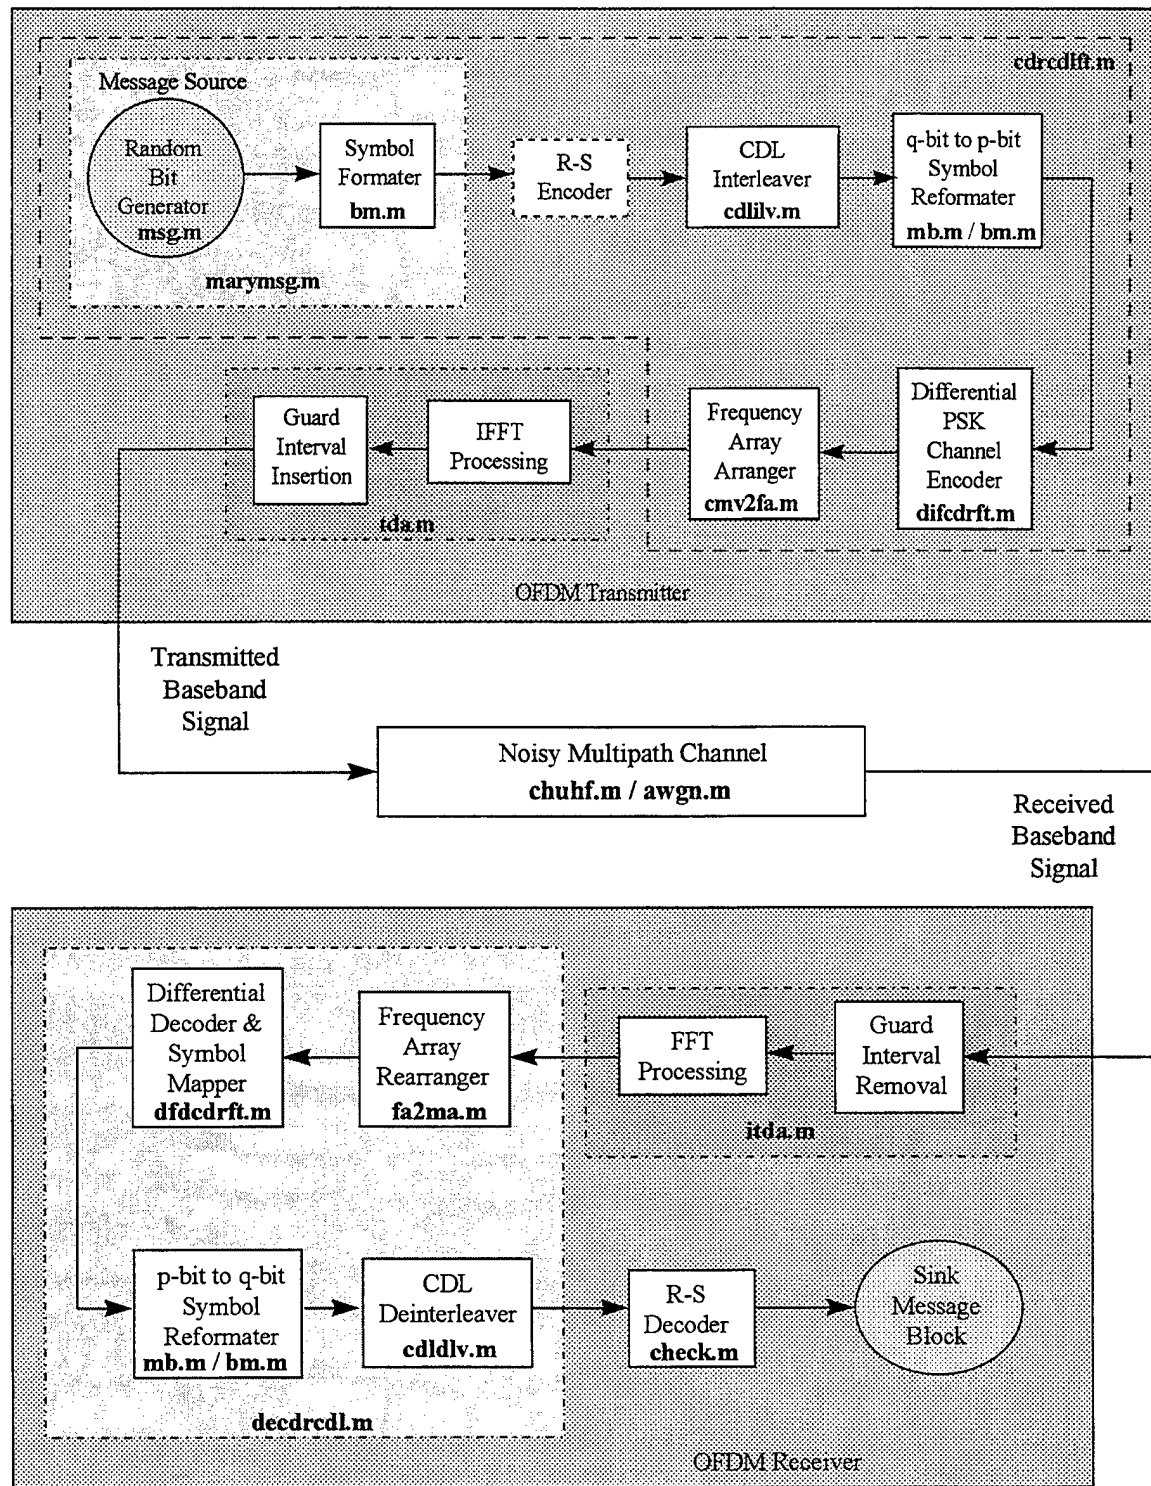 cdrcdlft.m
Message Source
Random
Bit
Generator
msg.m
Symbol
Formater
bm.m
marymsg.m
R-S
Encoder
CDL
Interleaver
cdlilv.m
q-bit to p-bit
Symbol
Reformater
mb.m / bm.m
Differential
PSK
Channel
Encoder
difcdrft.m
Frequency
Array
Arranger
cmv2fa.m
IFFT
Processing
Guard
Interval
Insertion
tda.m
OFDM Transmitter
Transmitted
Baseband
Signal
Noisy Multipath Channel
chuhf.m / awgn.m
Received
Baseband
Signal
Guard
Interval
Removal
FFT
Processing
itda.m
Frequency
Array
Rearranger
fa2ma.m
Differential
Decoder &
Symbol
Mapper
dfdcdrft.m
p-bit to q-bit
Symbol
Reformater
mb.m / bm.m
CDL
Deinterleaver
cdldlv.m
decdrcdl.m
R-S
Decoder
check.m
Sink
Message
Block
OFDM Receiver